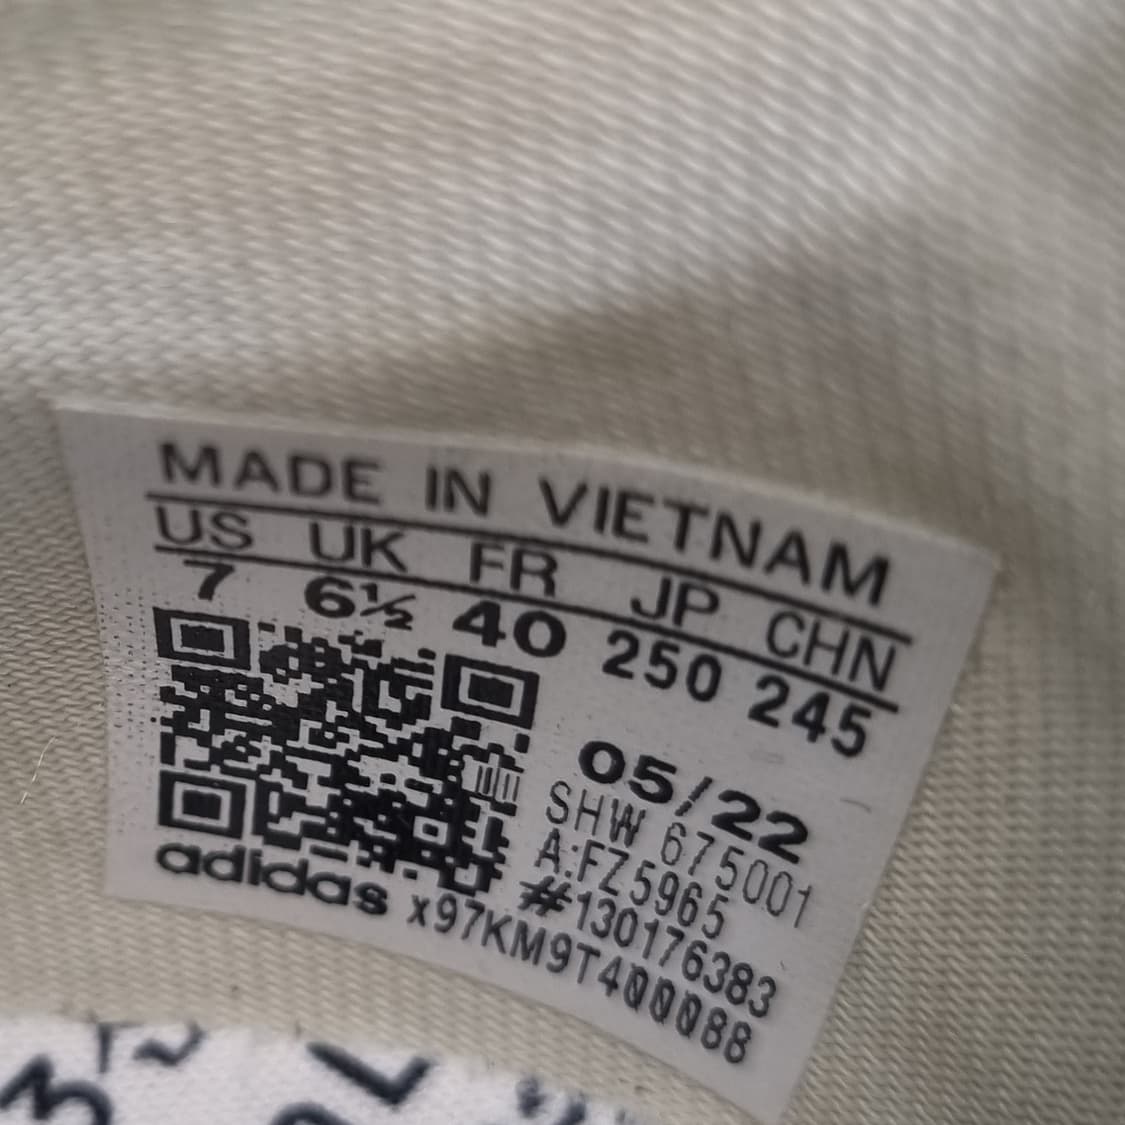 MADE IN VIETNAM
US UK FR JP CHN
7 6½ 40 250 245
05/22
SHW 675001
A:FZ5965
#130176383
adidas x97KM9T400088